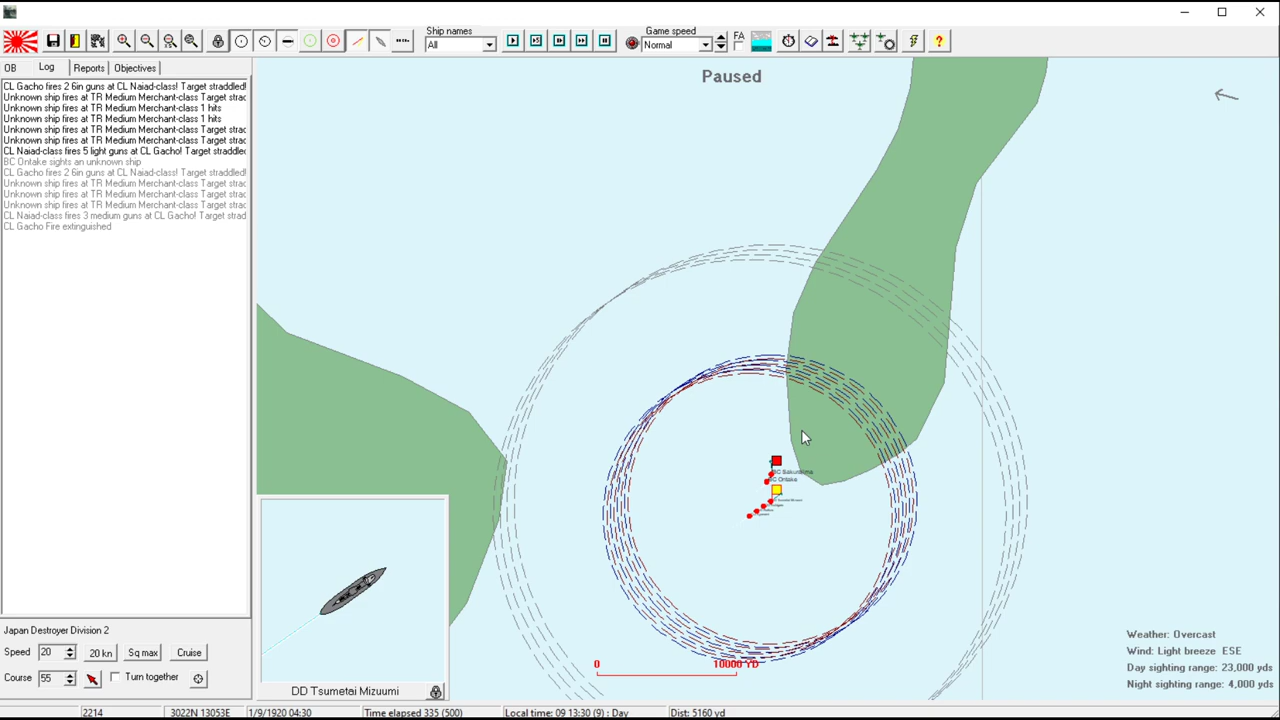 Ship names
All
Game speed
Normal
FA
OB
Log
Reports
Objectives
CL Gacho fires 2 6in guns at CL Naiad-class! Target straddled!
Unknown ship fires at TR Medium Merchant-class Target strad
Unknown ship fires at TR Medium Merchant-class 1 hits
Unknown ship fires at TR Medium Merchant-class 1 hits
Unknown ship fires at TR Medium Merchant-class Target strad
Unknown ship fires at TR Medium Merchant-class Target strad
CL Naiad-class fires 5 light guns at CL Gacho! Target straddled
BC Ontake sights an unknown ship
CL Gacho fires 2 6in guns at CL Naiad-class! Target straddled!
Unknown ship fires at TR Medium Merchant-class Target strad
Unknown ship fires at TR Medium Merchant-class Target strad
Unknown ship fires at TR Medium Merchant-class Target strad
CL Naiad-class fires 3 medium guns at CL Gacho! Target strad
CL Gacho Fire extinguished
Paused
BC Ontake
0
10000 YD
Weather: Overcast
Wind: Light breeze ESE
Day sighting range: 23,000 yds
Night sighting range: 4,000 yds
Japan Destroyer Division 2
Speed
20
20 kn
Sq max
Cruise
Course
55
Turn together
DD Tsumetai Mizuumi
2214
3022N 13053E
1/9/1920 04:30
Time elapsed 335 (500)
Local time: 09 13:30 (9) : Day
Dist: 5160 yd